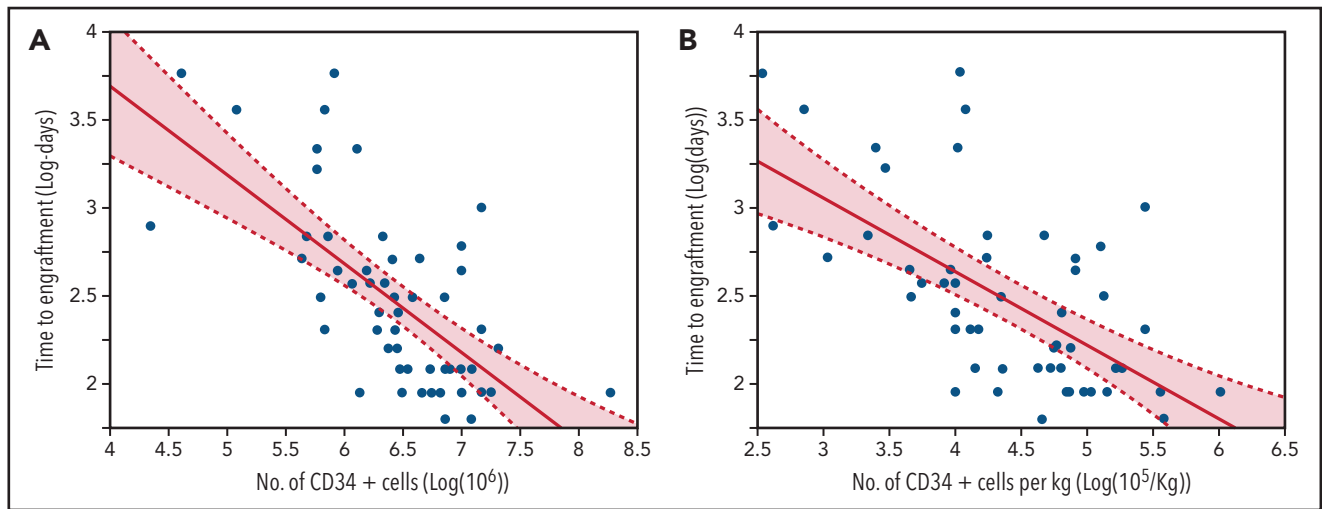 A
4
3.5
3
2.5
2
Time to engraftment (Log-days)
4 4.5 5 5.5 6 6.5 7 7.5 8 8.5
No. of CD34 + cells (Log(10⁶))
B
4
3.5
3
2.5
2
Time to engraftment (Log(days))
2.5 3 3.5 4 4.5 5 5.5 6 6.5
No. of CD34 + cells per kg (Log(10⁵/Kg))